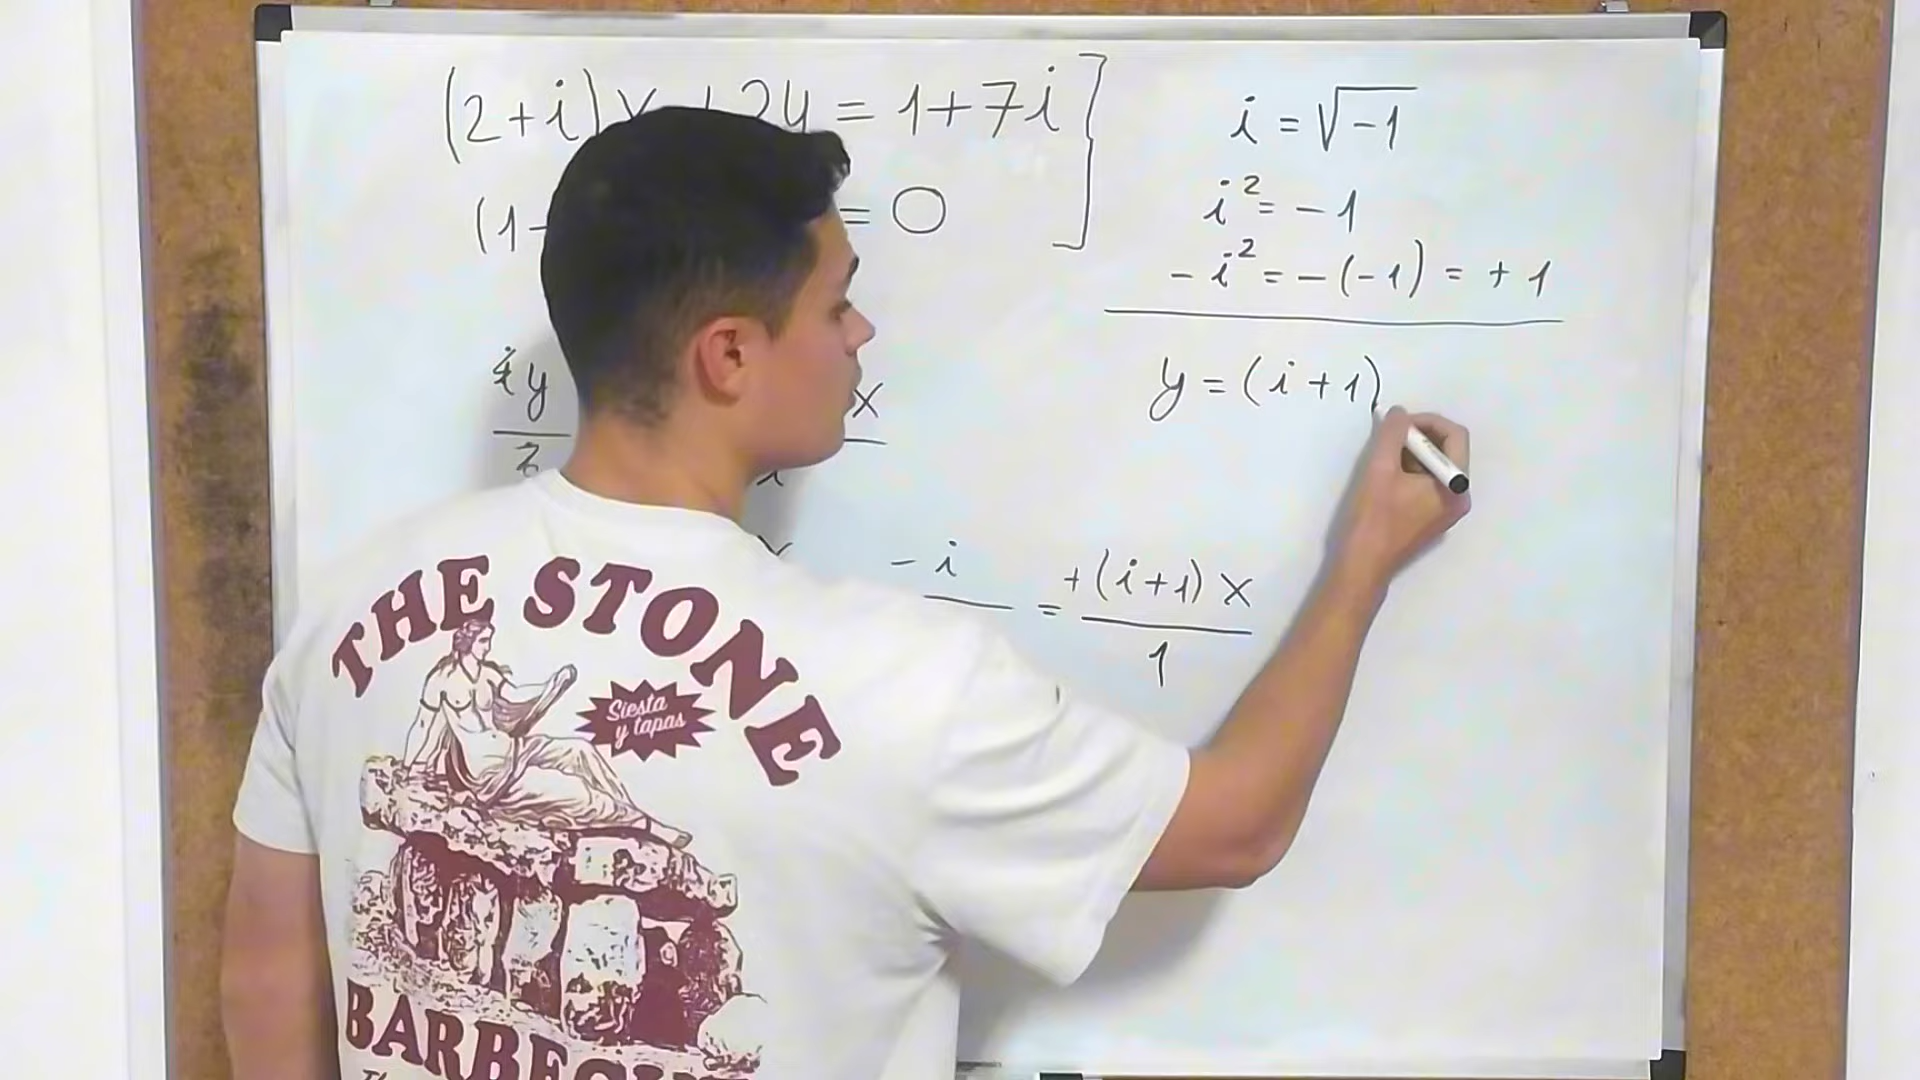 (2+i)x + 2y = 1+7i
(1- = 0
iy x
i i
-i = +(i+1) x
1
i = √-1
i² = -1
-i² = -(-1) = +1
y = (i+1)
THE STONE
Siesta
y tapas